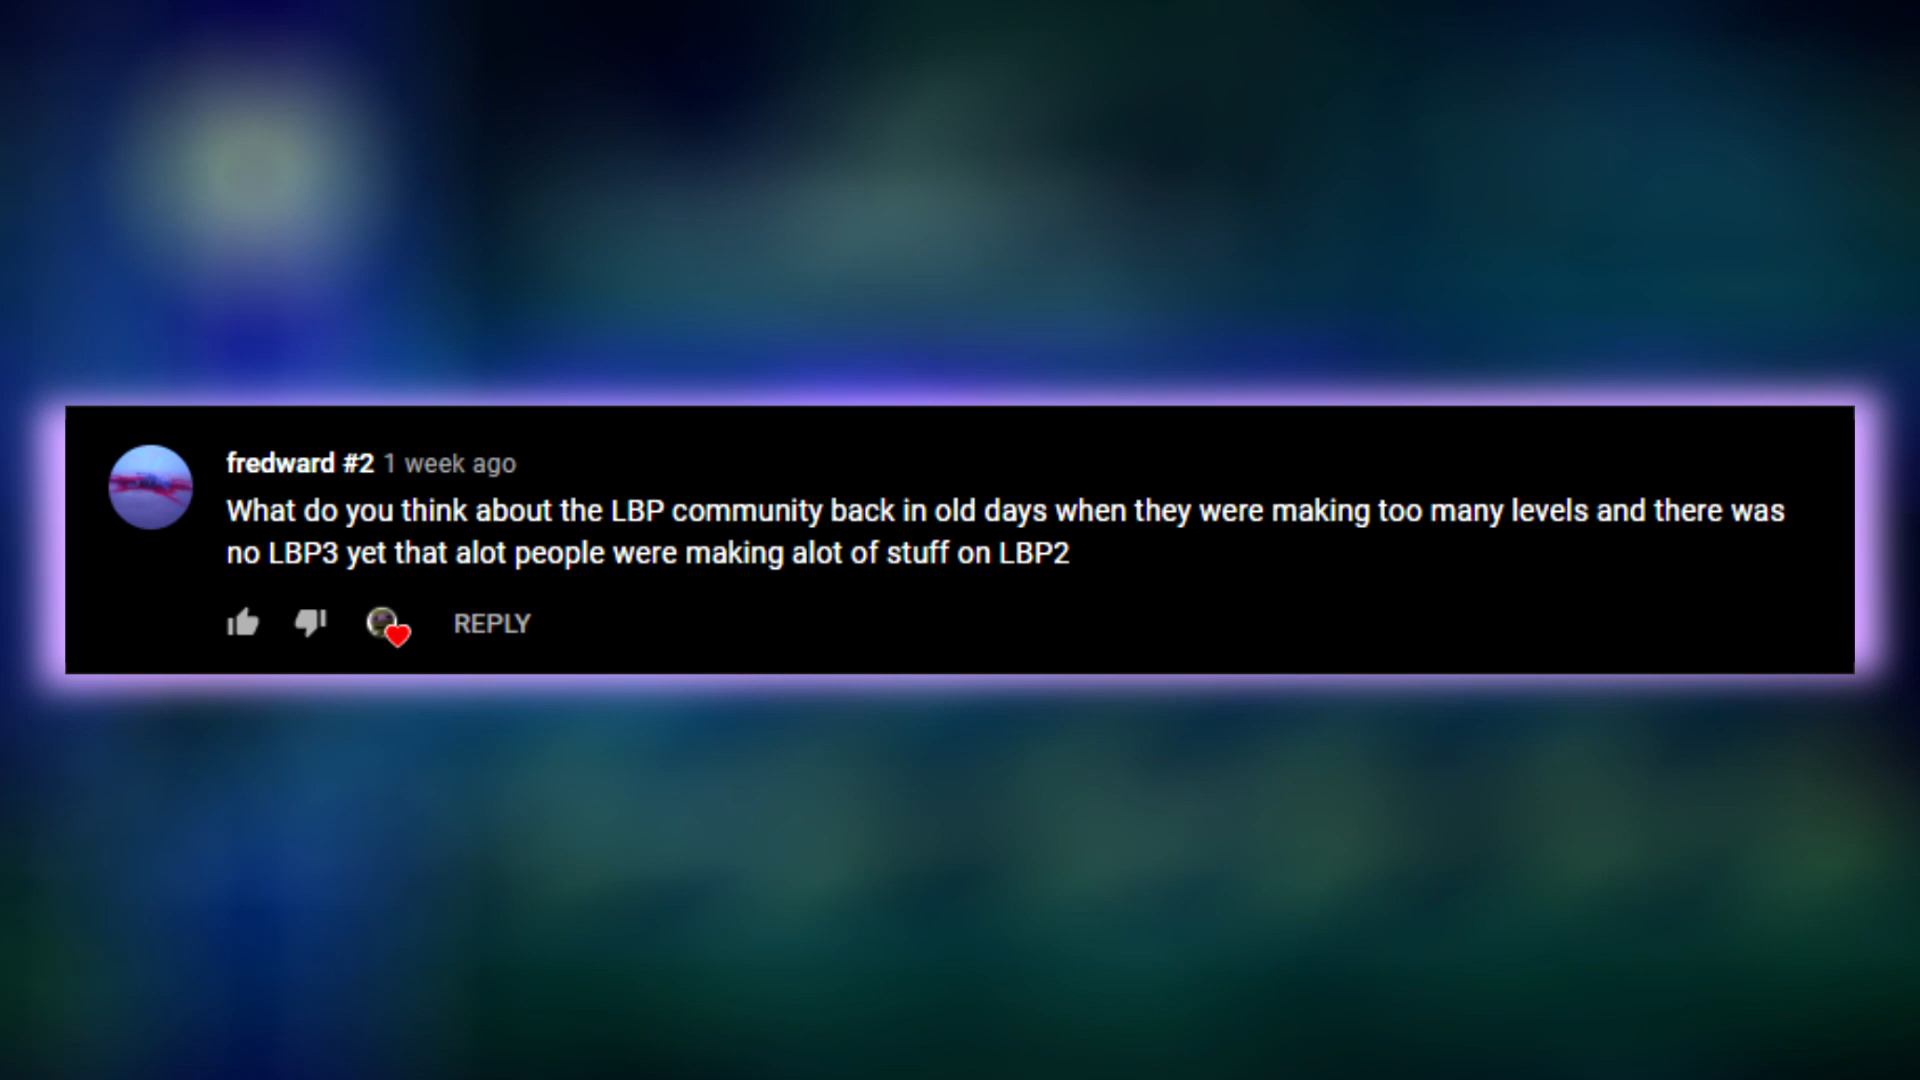 fredward #2 1 week ago
What do you think about the LBP community back in old days when they were making too many levels and there was
no LBP3 yet that alot people were making alot of stuff on LBP2
REPLY